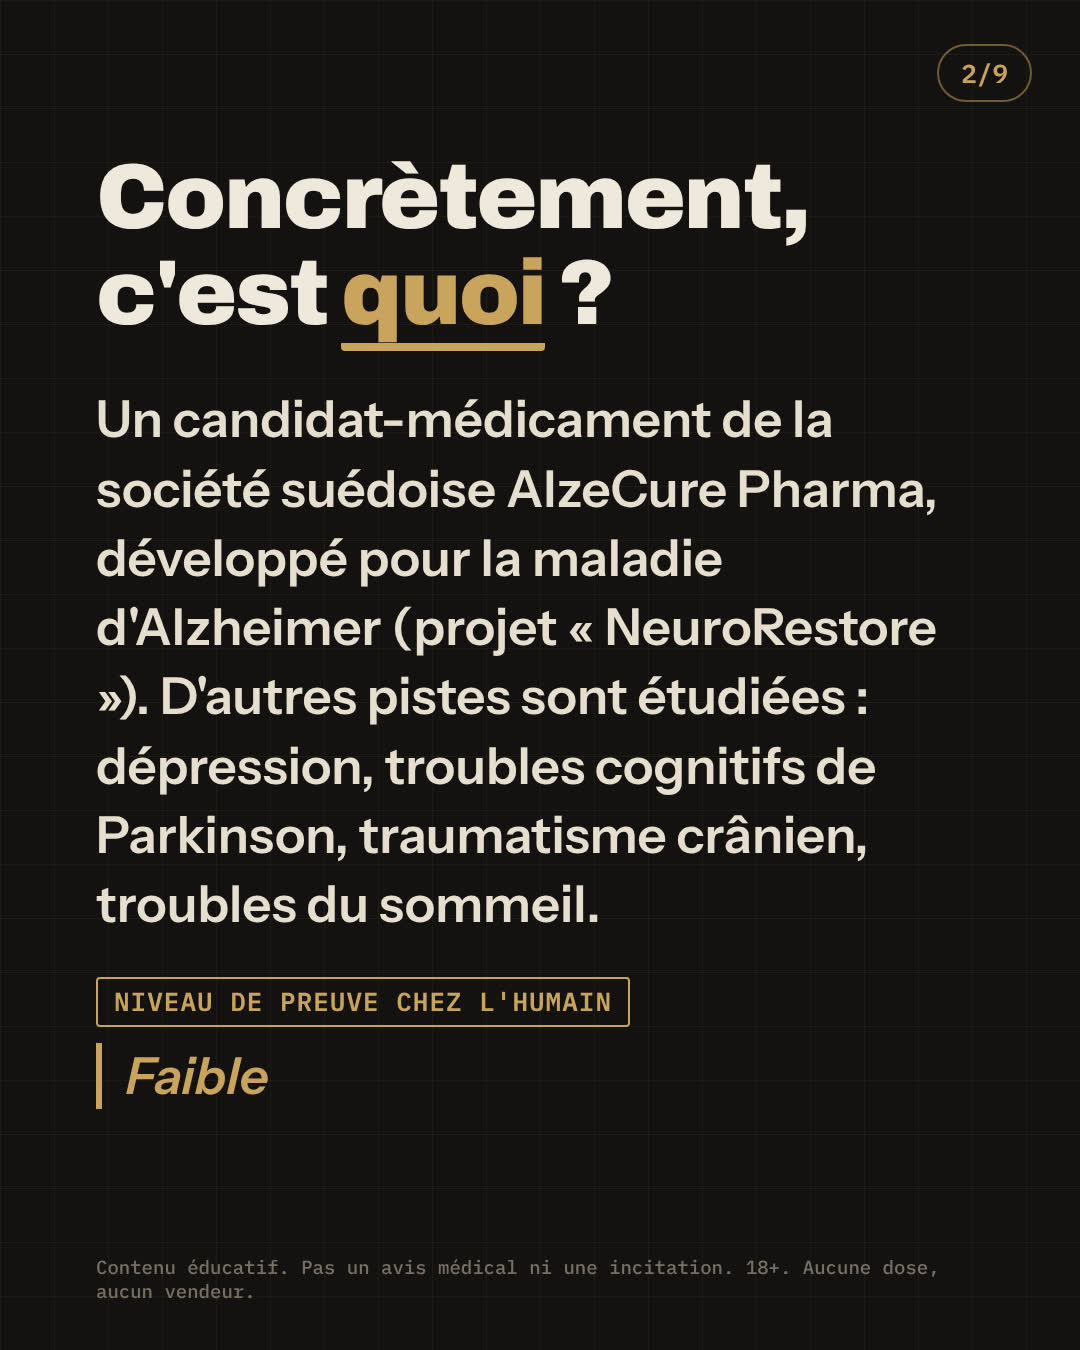 2/9
Concrètement,
c'est quoi ?
Un candidat-médicament de la
société suédoise AlzeCure Pharma,
développé pour la maladie
d'Alzheimer (projet « NeuroRestore
»). D'autres pistes sont étudiées :
dépression, troubles cognitifs de
Parkinson, traumatisme crânien,
troubles du sommeil.
NIVEAU DE PREUVE CHEZ L'HUMAIN
Faible
Contenu éducatif. Pas un avis médical ni une incitation. 18+. Aucune dose,
aucun vendeur.